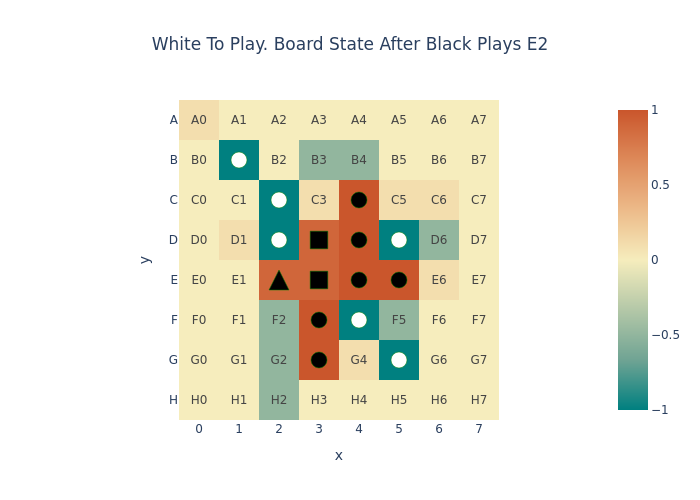 White To Play. Board State After Black Plays E2
A A0 A1 A2 A3 A4 A5 A6 A7
B B0 B2 B3 B4 B5 B6 B7
C C0 C1 C3 C5 C6 C7
D D0 D1 D6 D7
E E0 E1 E6 E7
F F0 F1 F2 F5 F6 F7
G G0 G1 G2 G4 G6 G7
H H0 H1 H2 H3 H4 H5 H6 H7
0 1 2 3 4 5 6 7
x
y
1
0.5
0
−0.5
−1